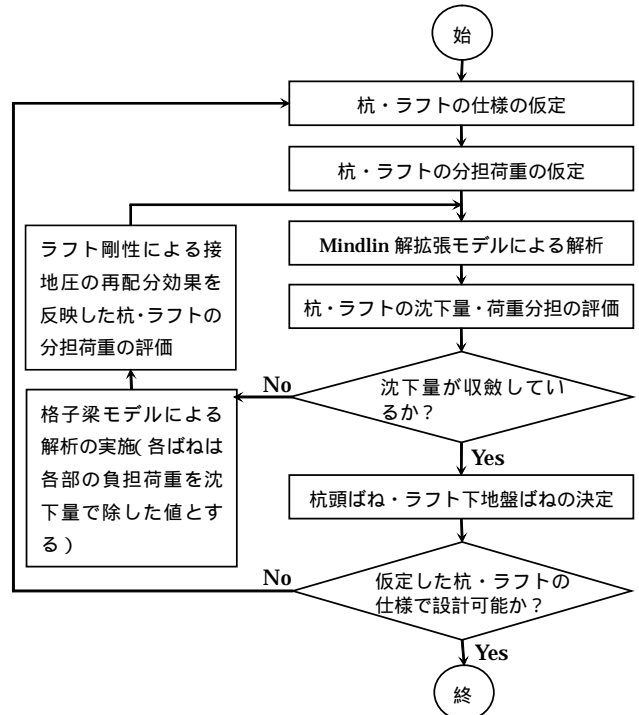 始
杭・ラフトの仕様の仮定
杭・ラフトの分担荷重の仮定
Mindlin 解拡張モデルによる解析
杭・ラフトの沈下量・荷重分担の評価
沈下量が収斂してい
るか？
No
Yes
ラフト剛性による接
地圧の再配分効果を
反映した杭・ラフトの
分担荷重の評価
格子梁モデルによる
解析の実施（各ばねは
各部の負担荷重を沈
下量で除した値とす
る）
杭頭ばね・ラフト下地盤ばねの決定
仮定した杭・ラフトの
仕様で設計可能か？
No
Yes
終